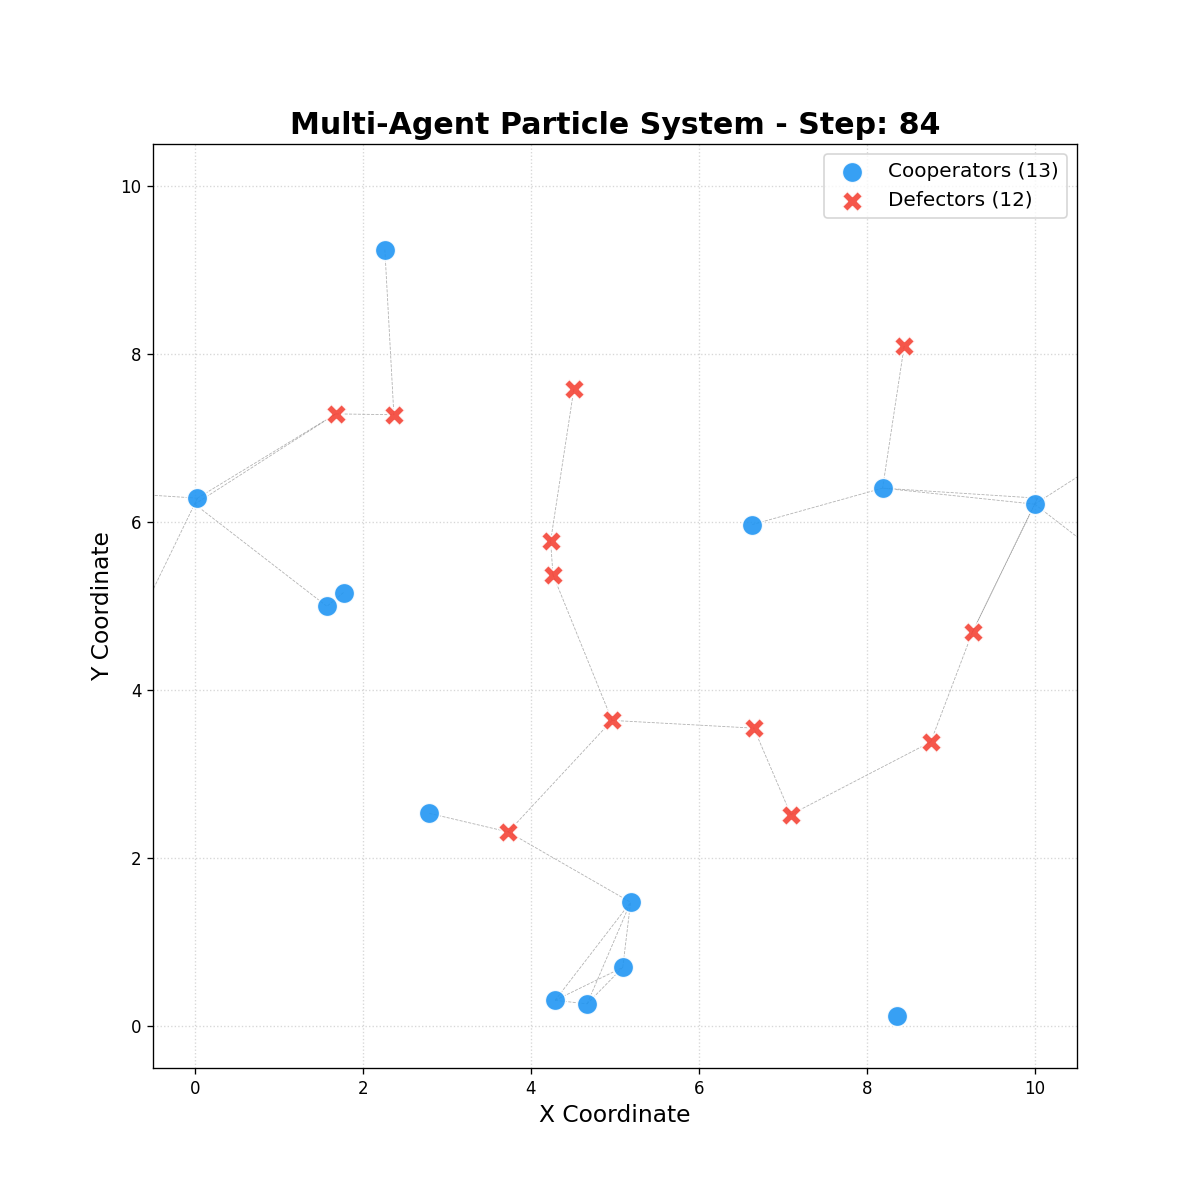 Multi-Agent Particle System - Step: 84
Cooperators (13)
Defectors (12)
10
8
6
4
2
0
Y Coordinate
0 2 4 6 8 10
X Coordinate